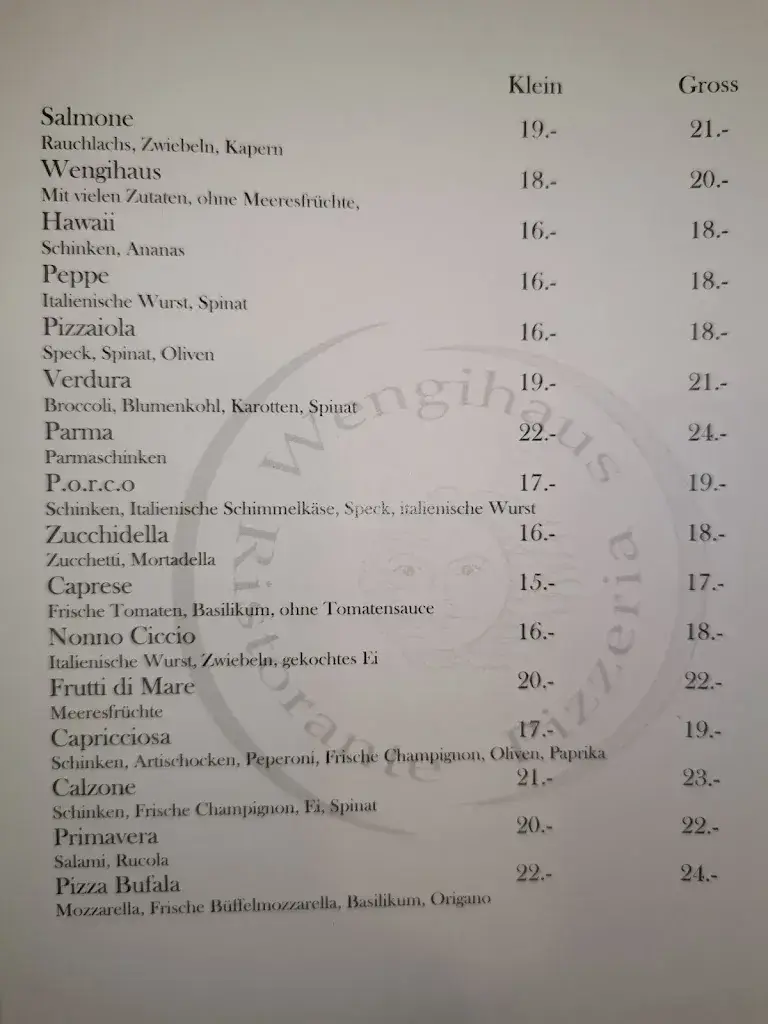 Klein Gross
Salmone 19.- 21.-
Rauchlachs, Zwiebeln, Kapern
Wengihaus 18.- 20.-
Mit vielen Zutaten, ohne Meeresfrüchte,
Hawaii 16.- 18.-
Schinken, Ananas
Peppe 16.- 18.-
Italienische Wurst, Spinat
Pizzaiola 16.- 18.-
Speck, Spinat, Oliven
Verdura 19.- 21.-
Broccoli, Blumenkohl, Karotten, Spinat
Parma 22.- 24.-
Parmaschinken
P.o.r.c.o 17.- 19.-
Schinken, Italienische Schimmelkäse, Speck, italienische Wurst
Zucchidella 16.- 18.-
Zucchetti, Mortadella
Caprese 15.- 17.-
Frische Tomaten, Basilikum, ohne Tomatensauce
Nonno Ciccio 16.- 18.-
Italienische Wurst, Zwiebeln, gekochtes Ei
Frutti di Mare 20.- 22.-
Meeresfrüchte
Capricciosa 17.- 19.-
Schinken, Artischocken, Peperoni, Frische Champignon, Oliven, Paprika
Calzone 21.- 23.-
Schinken, Frische Champignon, Ei, Spinat
Primavera 20.- 22.-
Salami, Rucola
Pizza Bufala 22.- 24.-
Mozzarella, Frische Büffelmozzarella, Basilikum, Origano
Wengihaus
Ristorante Pizzeria